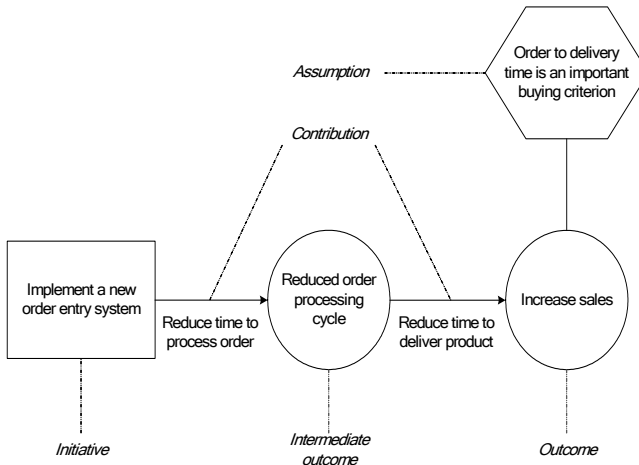 Order to delivery
time is an important
buying criterion
Assumption
Contribution
Implement a new
order entry system
Reduce time to
process order
Reduced order
processing
cycle
Reduce time to
deliver product
Increase sales
Initiative
Intermediate
outcome
Outcome